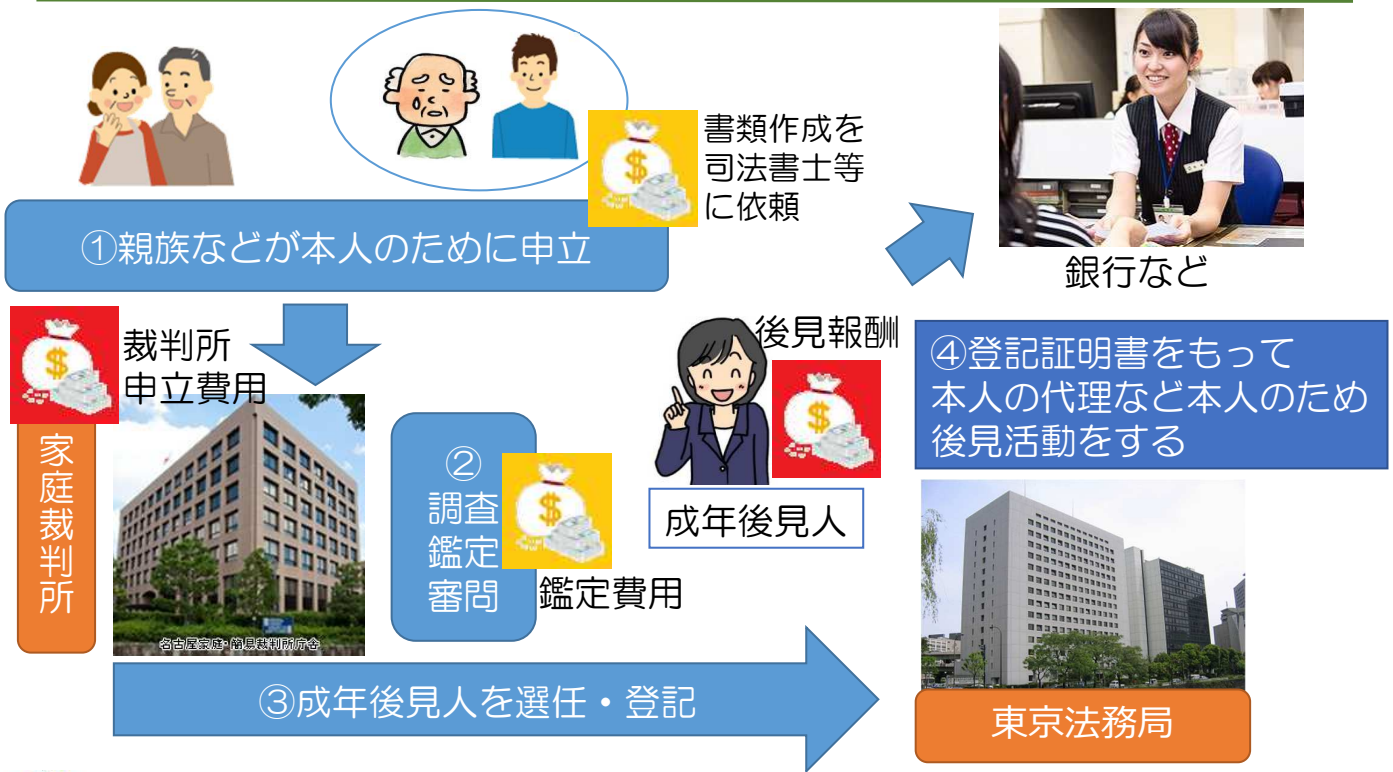 書類作成を
司法書士等
に依頼
①親族などが本人のために申立
銀行など
裁判所
申立費用
後見報酬
④登記証明書をもって
本人の代理など本人のため
後見活動をする
家庭裁判所
②
調査
鑑定
審問
鑑定費用
成年後見人
名古屋家庭・簡易裁判所庁舎
③成年後見人を選任・登記
東京法務局